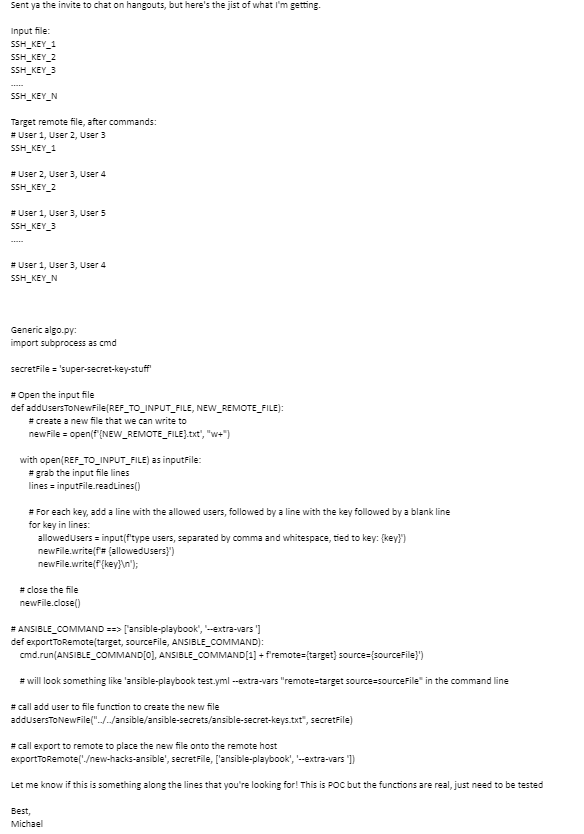 Sent ya the invite to chat on hangouts, but here's the jist of what I'm getting.
Input file:
SSH_KEY_1
SSH_KEY_2
SSH_KEY_3
.....
SSH_KEY_N
Target remote file, after commands:
# User 1, User 2, User 3
SSH_KEY_1
# User 2, User 3, User 4
SSH_KEY_2
# User 1, User 3, User 5
SSH_KEY_3
.....
# User 1, User 3, User 4
SSH_KEY_N
Generic algo.py:
import subprocess as cmd
secretFile = 'super-secret-key-stuff'
# Open the input file
def addUsersToNewFile(REF_TO_INPUT_FILE, NEW_REMOTE_FILE):
# create a new file that we can write to
newFile = open(f'{NEW_REMOTE_FILE}.txt', "w+")
with open(REF_TO_INPUT_FILE) as inputFile:
# grab the input file lines
lines = inputFile.readLines()
# For each key, add a line with the allowed users, followed by a line with the key followed by a blank line
for key in lines:
allowedUsers = input(f'type users, separated by comma and whitespace, tied to key: {key}')
newFile.write(f'# {allowedUsers}')
newFile.write(f'{key}\n');
# close the file
newFile.close()
# ANSIBLE_COMMAND ==> ['ansible-playbook', '--extra-vars ']
def exportToRemote(target, sourceFile, ANSIBLE_COMMAND):
cmd.run(ANSIBLE_COMMAND[0], ANSIBLE_COMMAND[1] + f'remote={target} source={sourceFile}')
# will look something like 'ansible-playbook test.yml --extra-vars "remote=target source=sourceFile" in the command line
# call add user to file function to create the new file
addUsersToNewFile("../../ansible/ansible-secrets/ansible-secret-keys.txt", secretFile)
# call export to remote to place the new file onto the remote host
exportToRemote('./new-hacks-ansible', secretFile, ['ansible-playbook', '--extra-vars '])
Let me know if this is something along the lines that you're looking for! This is POC but the functions are real, just need to be tested
Best,
Michael